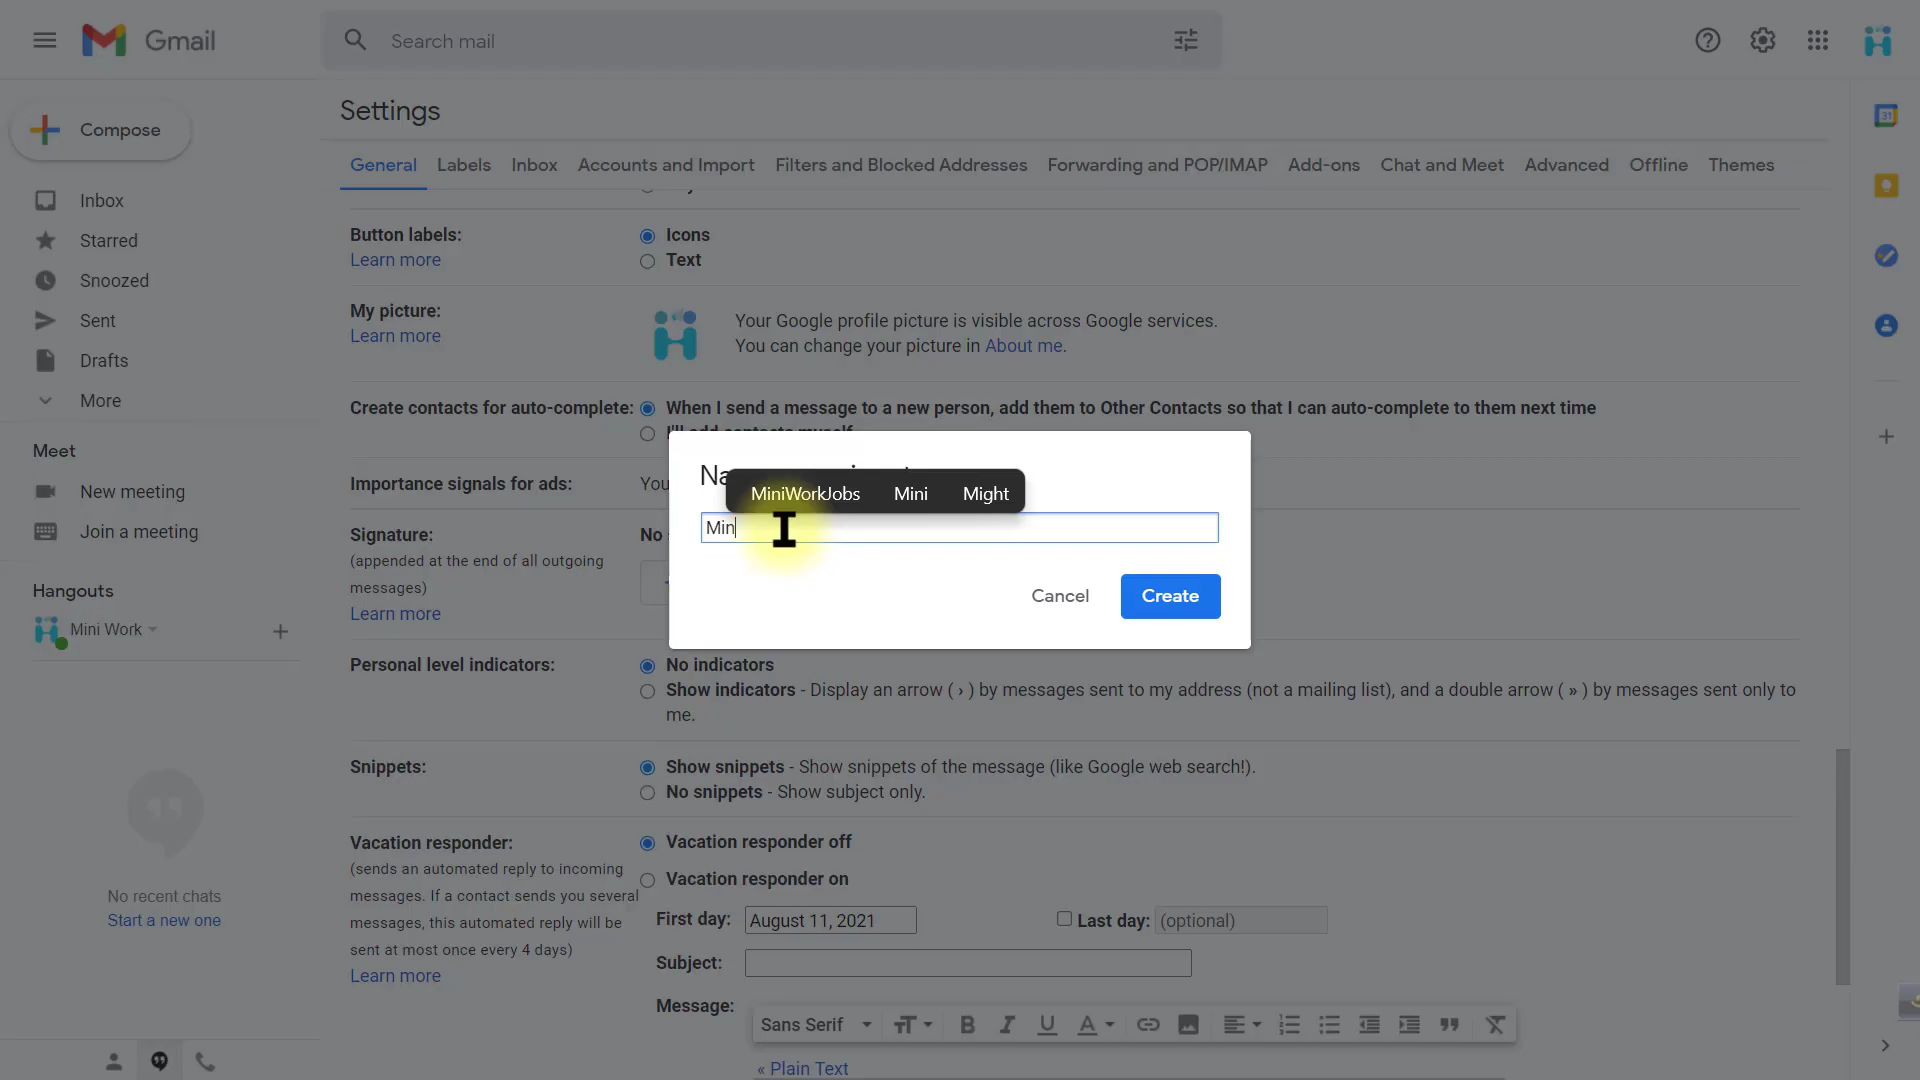 Gmail
Search mail
Compose
Inbox
Starred
Snoozed
Sent
Drafts
More
Meet
New meeting
Join a meeting
Hangouts
Mini Work
No recent chats
Start a new one
Settings
General Labels Inbox Accounts and Import Filters and Blocked Addresses Forwarding and POP/IMAP Add-ons Chat and Meet Advanced Offline Themes
Button labels:
Learn more
Icons
Text
My picture:
Learn more
Your Google profile picture is visible across Google services.
You can change your picture in About me.
Create contacts for auto-complete:
When I send a message to a new person, add them to Other Contacts so that I can auto-complete to them next time
Importance signals for ads:
You
MiniWorkJobs Mini Might
Min
Cancel Create
Signature:
(appended at the end of all outgoing
messages)
Learn more
No
Personal level indicators:
No indicators
Show indicators - Display an arrow ( › ) by messages sent to my address (not a mailing list), and a double arrow ( » ) by messages sent only to
me.
Snippets:
Show snippets - Show snippets of the message (like Google web search!).
No snippets - Show subject only.
Vacation responder:
(sends an automated reply to incoming
messages. If a contact sends you several
messages, this automated reply will be
sent at most once every 4 days)
Learn more
Vacation responder off
Vacation responder on
First day: August 11, 2021 Last day: (optional)
Subject:
Message:
Sans Serif
« Plain Text
31